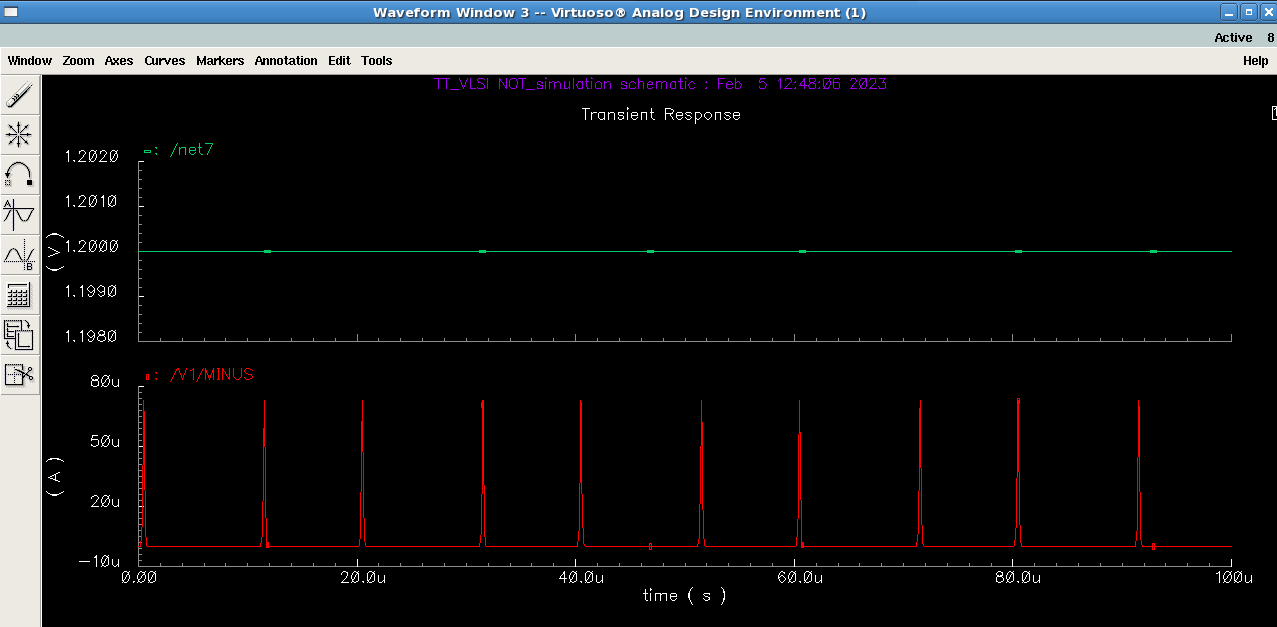 Waveform Window 3 -- Virtuoso® Analog Design Environment (1)
Active 8
Window Zoom Axes Curves Markers Annotation Edit Tools Help
TT_VLSI NOT_simulation schematic : Feb 5 12:48:06 2023
Transient Response
: /net7
1.2020
1.2010
1.2000
1.1990
1.1980
( V )
: /V1/MINUS
80u
50u
20u
-10u
( A )
0.00 20.0u 40.0u 60.0u 80.0u 100u
time ( s )
A
B